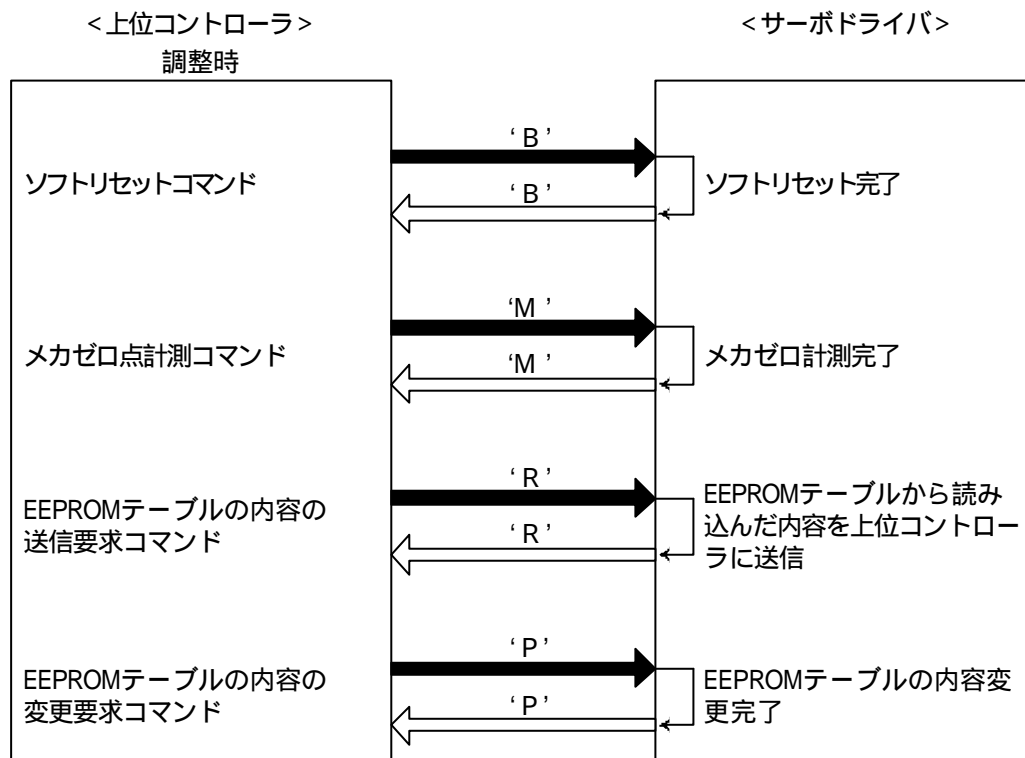 <上位コントローラ>
<サーボドライバ>
調整時
‘B’
ソフトリセットコマンド
‘B’
ソフトリセット完了
‘M’
メカゼロ点計測コマンド
‘M’
メカゼロ計測完了
‘R’
EEPROMテーブルの内容の
送信要求コマンド
‘R’
EEPROMテーブルから読み
込んだ内容を上位コントロー
ラに送信
‘P’
EEPROMテーブルの内容の
変更要求コマンド
‘P’
EEPROMテーブルの内容変
更完了